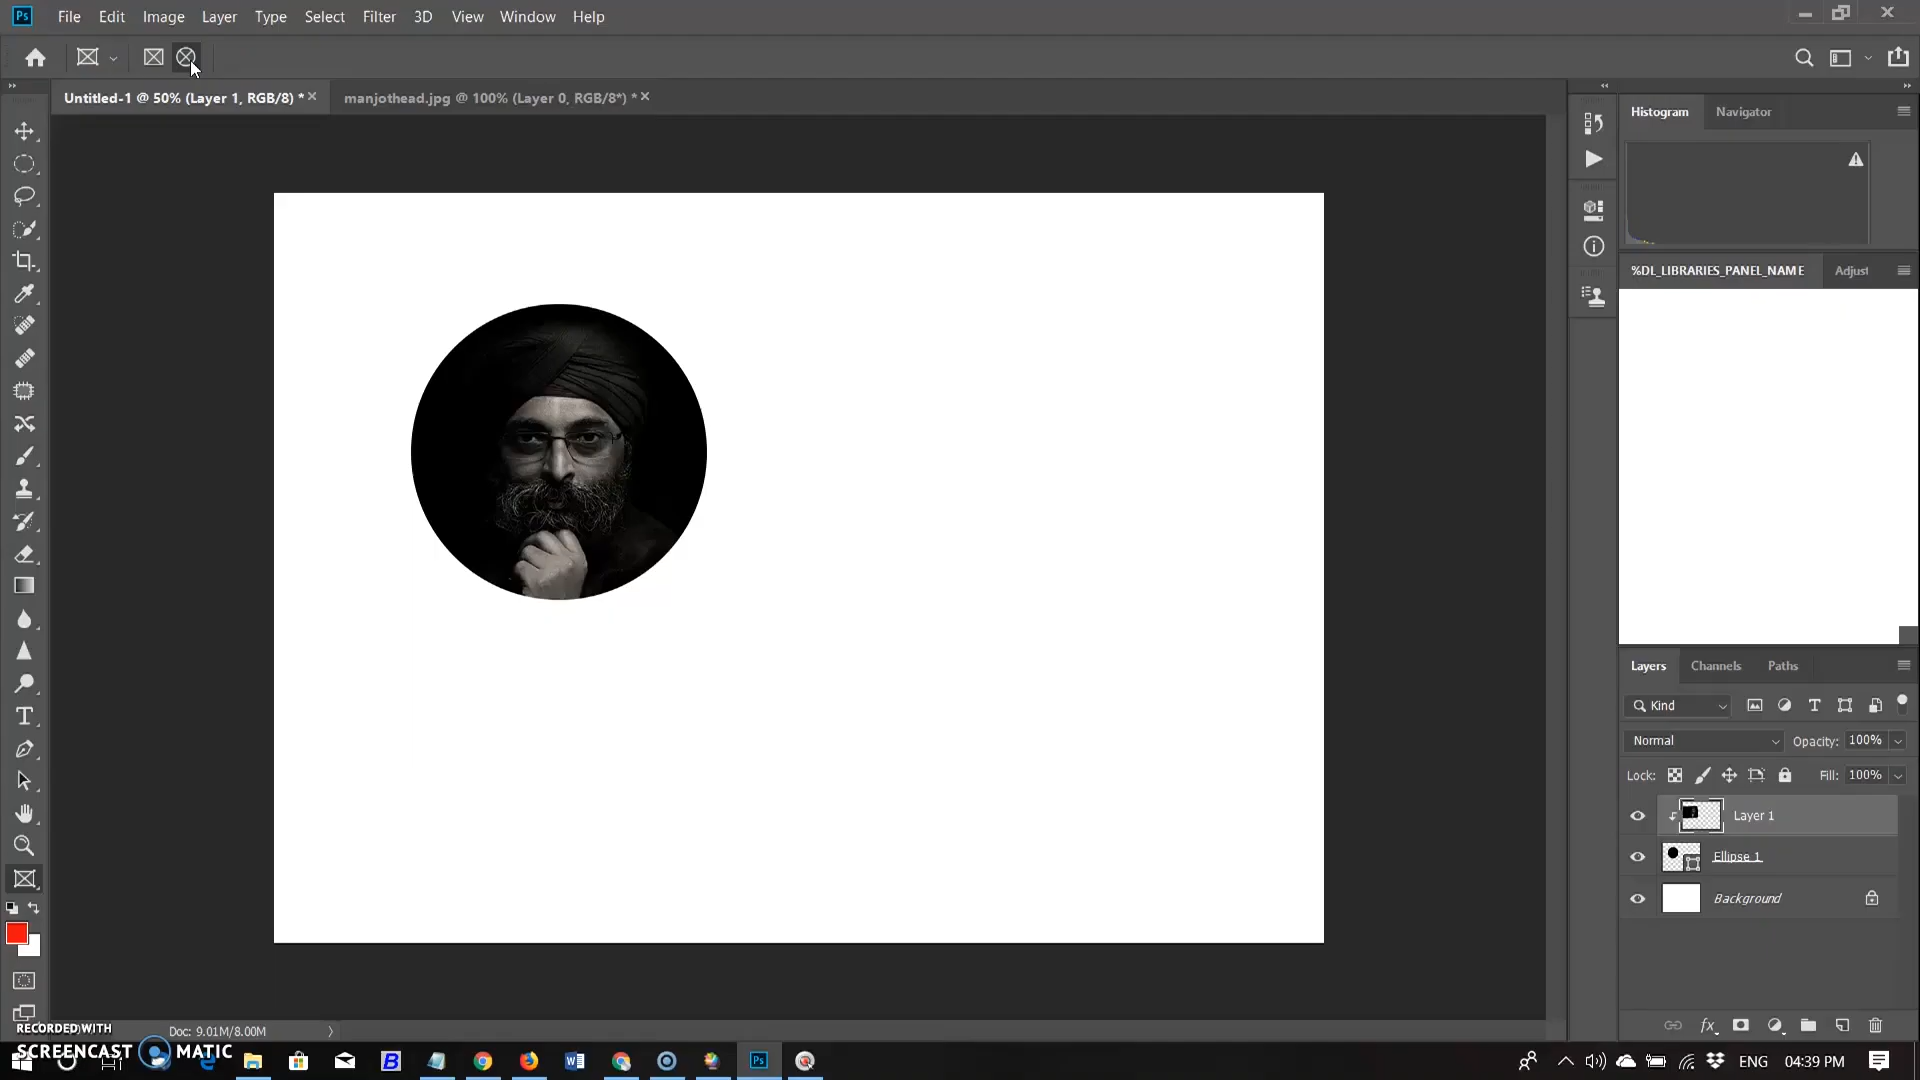 Ps File Edit Image Layer Type Select Filter 3D View Window Help
Untitled-1 @ 50% (Layer 1, RGB/8) * manjothead.jpg @ 100% (Layer 0, RGB/8*) *
Histogram Navigator
%DL_LIBRARIES_PANEL_NAME Adjust
Layers Channels Paths
Kind
Normal Opacity: 100%
Lock: Fill: 100%
Layer 1
Ellipse 1
Background
Doc: 9.01M/8.00M
RECORDED WITH
SCREENCAST MATIC
Ps ENG 04:39 PM